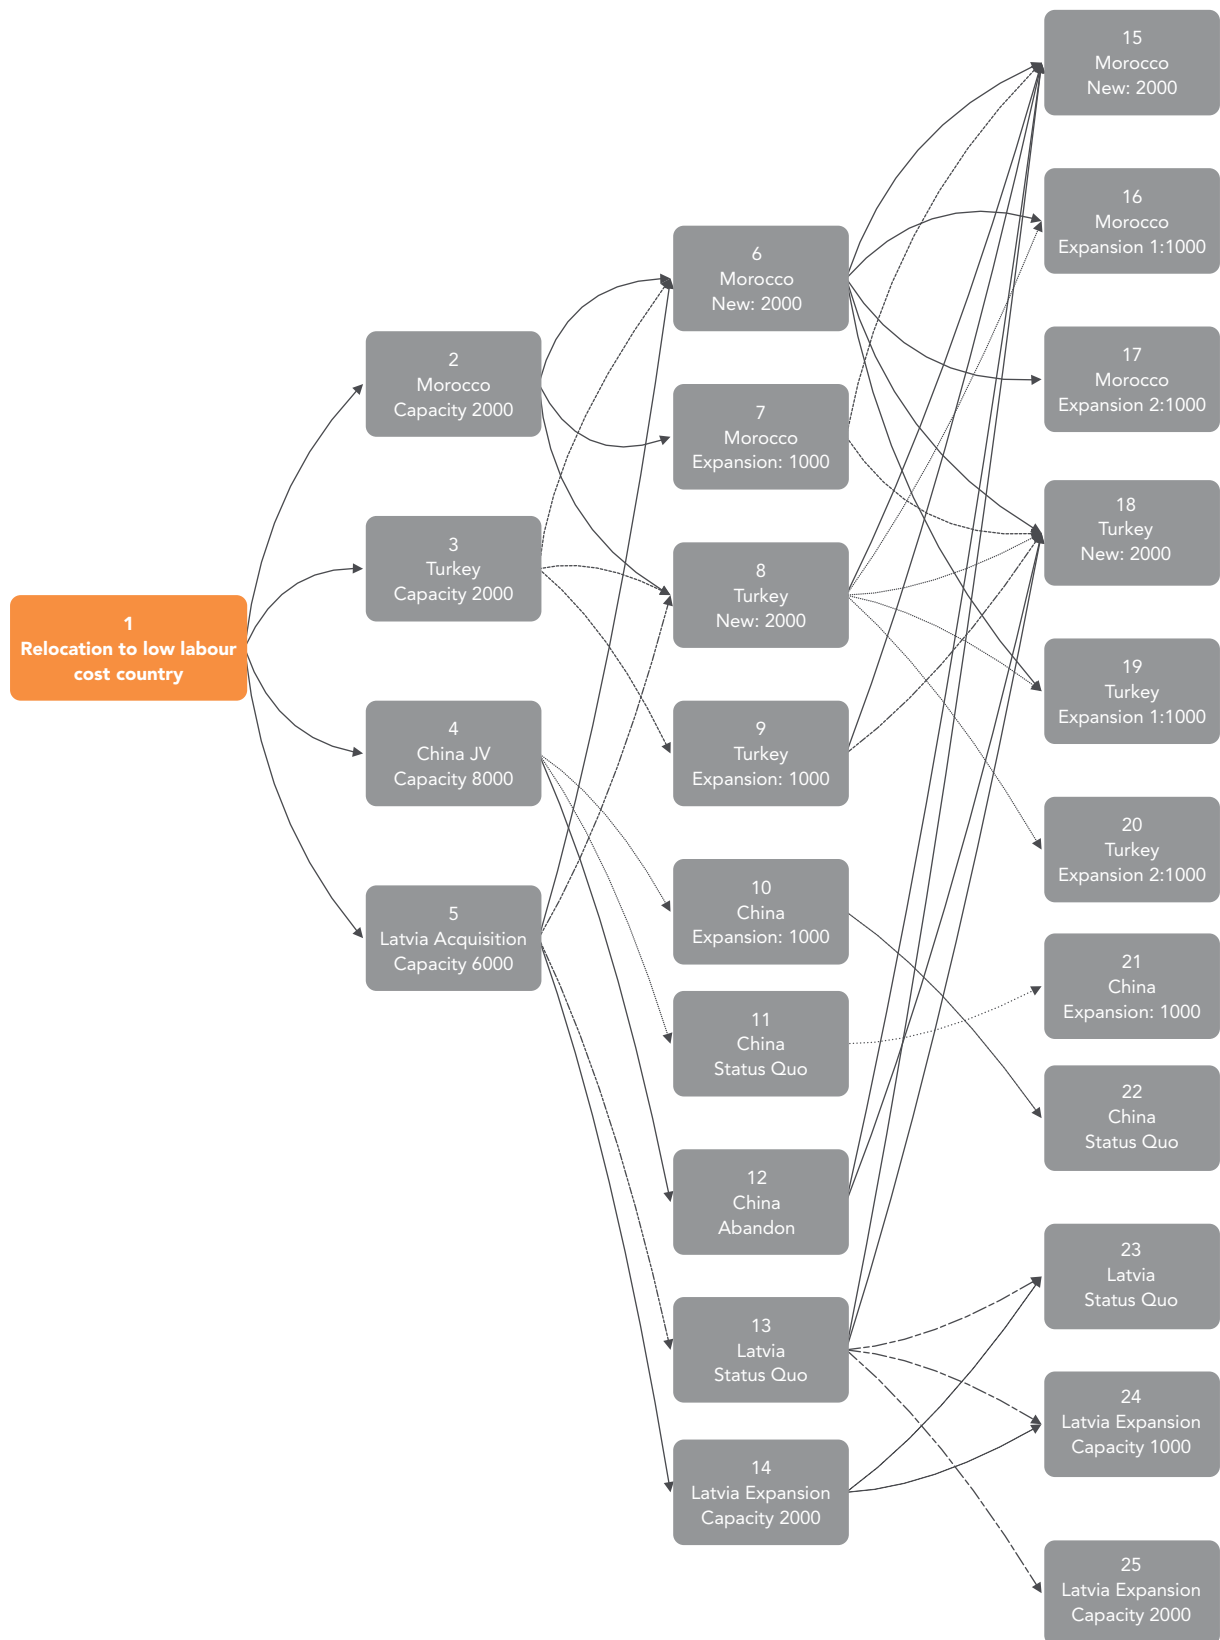 1
Relocation to low labour
cost country
2
Morocco
Capacity 2000
3
Turkey
Capacity 2000
4
China JV
Capacity 8000
5
Latvia Acquisition
Capacity 6000
6
Morocco
New: 2000
7
Morocco
Expansion: 1000
8
Turkey
New: 2000
9
Turkey
Expansion: 1000
10
China
Expansion: 1000
11
China
Status Quo
12
China
Abandon
13
Latvia
Status Quo
14
Latvia Expansion
Capacity 2000
15
Morocco
New: 2000
16
Morocco
Expansion 1:1000
17
Morocco
Expansion 2:1000
18
Turkey
New: 2000
19
Turkey
Expansion 1:1000
20
Turkey
Expansion 2:1000
21
China
Expansion: 1000
22
China
Status Quo
23
Latvia
Status Quo
24
Latvia Expansion
Capacity 1000
25
Latvia Expansion
Capacity 2000